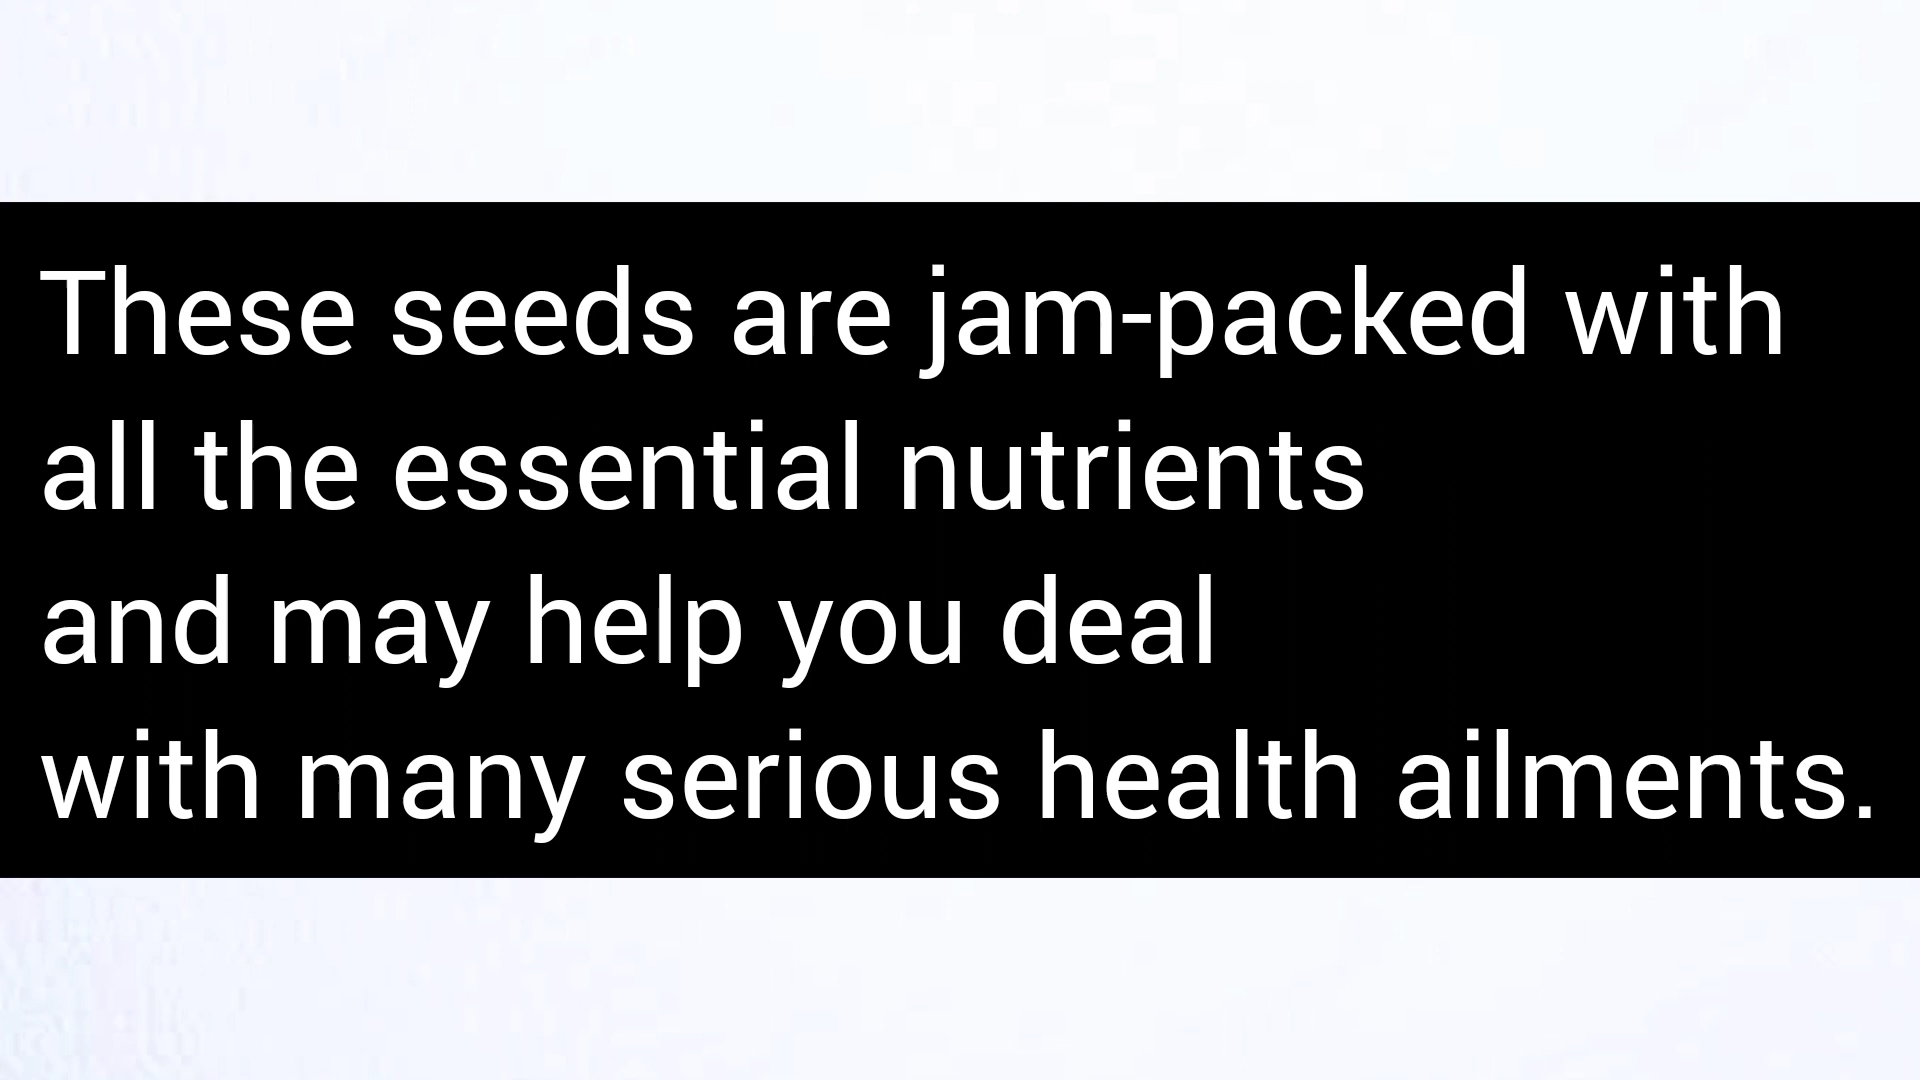 These seeds are jam-packed with
all the essential nutrients
and may help you deal
with many serious health ailments.